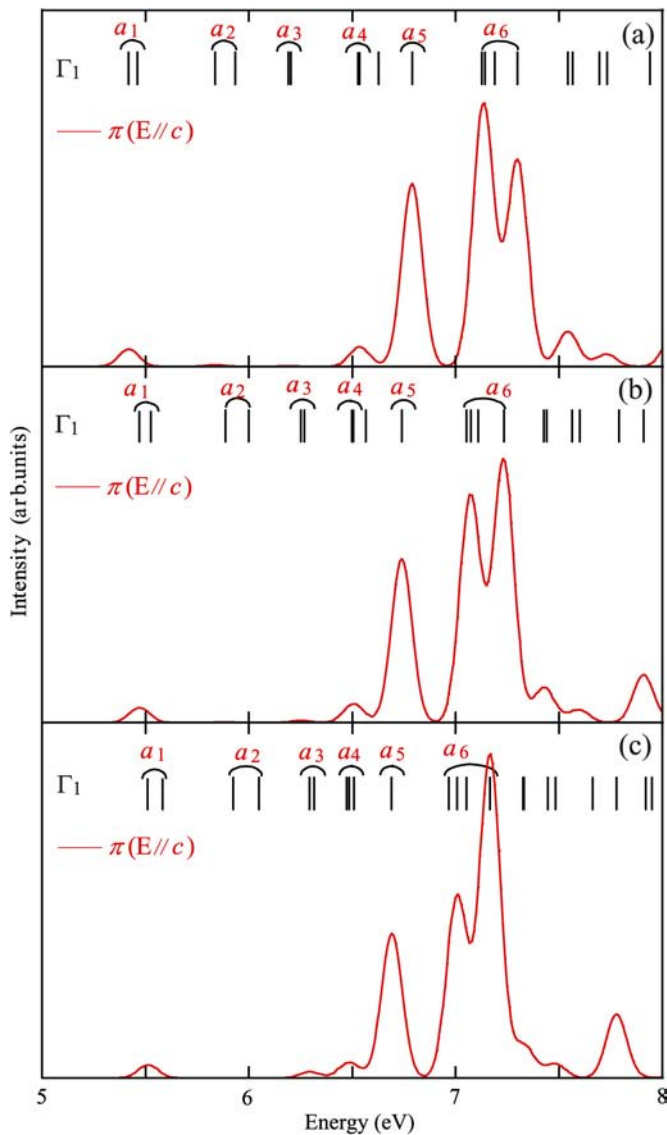 a1 a2 a3 a4 a5 a6 (a)
Γ1
π(E//c)
a1 a2 a3 a4 a5 a6 (b)
Γ1
π(E//c)
a1 a2 a3 a4 a5 a6 (c)
Γ1
π(E//c)
Intensity (arb.units)
5 6 7 8
Energy (eV)